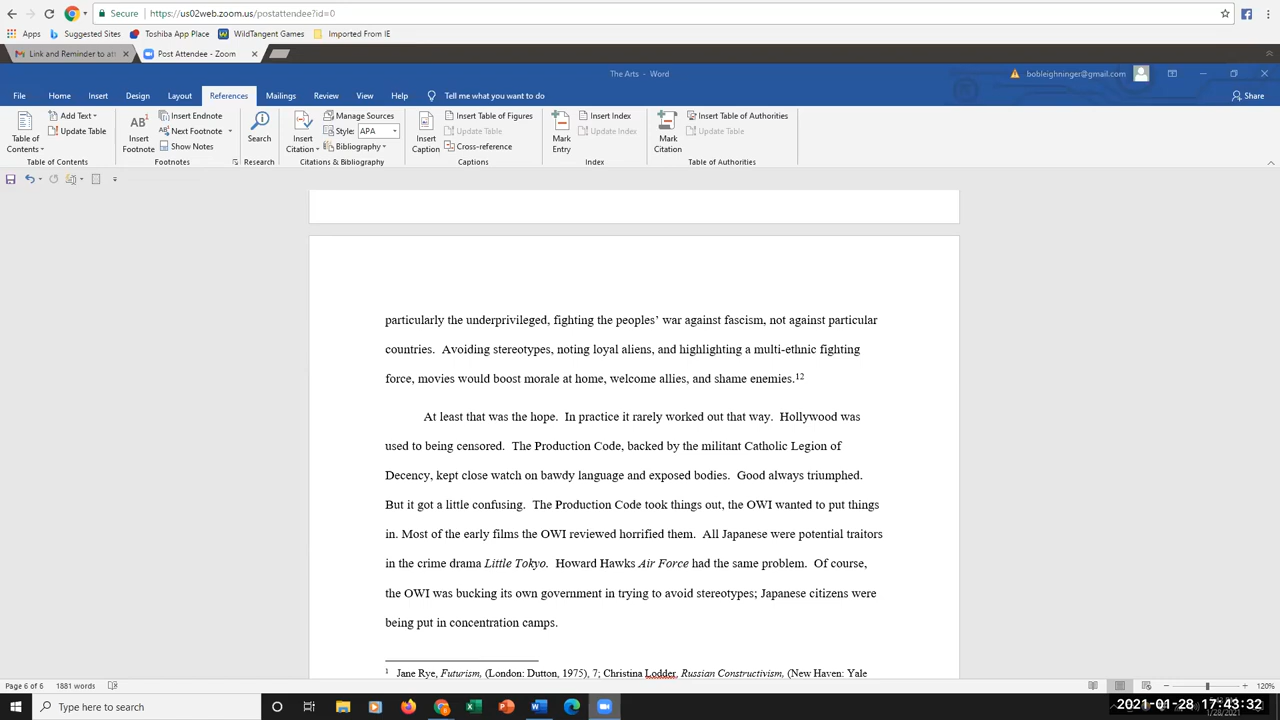 Secure https://us02web.zoom.us/postattendee?id=0
Apps Suggested Sites Toshiba App Place WildTangent Games Imported From IE
Link and Reminder to at Post Attendee - Zoom
The Arts - Word bobleighninger@gmail.com
File Home Insert Design Layout References Mailings Review View Help Tell me what you want to do Share
Table of Contents Add Text Update Table Table of Contents
AB1 Insert Footnote Insert Endnote Next Footnote Show Notes Footnotes
Search Research
Insert Citation Manage Sources Style: APA Bibliography Citations & Bibliography
Insert Caption Insert Table of Figures Update Table Cross-reference Captions
Mark Entry Insert Index Update Index Index
Mark Citation Insert Table of Authorities Update Table Table of Authorities
particularly the underprivileged, fighting the peoples’ war against fascism, not against particular
countries. Avoiding stereotypes, noting loyal aliens, and highlighting a multi-ethnic fighting
force, movies would boost morale at home, welcome allies, and shame enemies.12
At least that was the hope. In practice it rarely worked out that way. Hollywood was
used to being censored. The Production Code, backed by the militant Catholic Legion of
Decency, kept close watch on bawdy language and exposed bodies. Good always triumphed.
But it got a little confusing. The Production Code took things out, the OWI wanted to put things
in. Most of the early films the OWI reviewed horrified them. All Japanese were potential traitors
in the crime drama Little Tokyo. Howard Hawks Air Force had the same problem. Of course,
the OWI was bucking its own government in trying to avoid stereotypes; Japanese citizens were
being put in concentration camps.
1 Jane Rye, Futurism, (London: Dutton, 1975), 7; Christina Lodder, Russian Constructivism, (New Haven: Yale
Page 6 of 6 1881 words 120%
Type here to search
2021-01-28 17:43:32
1/28/2021